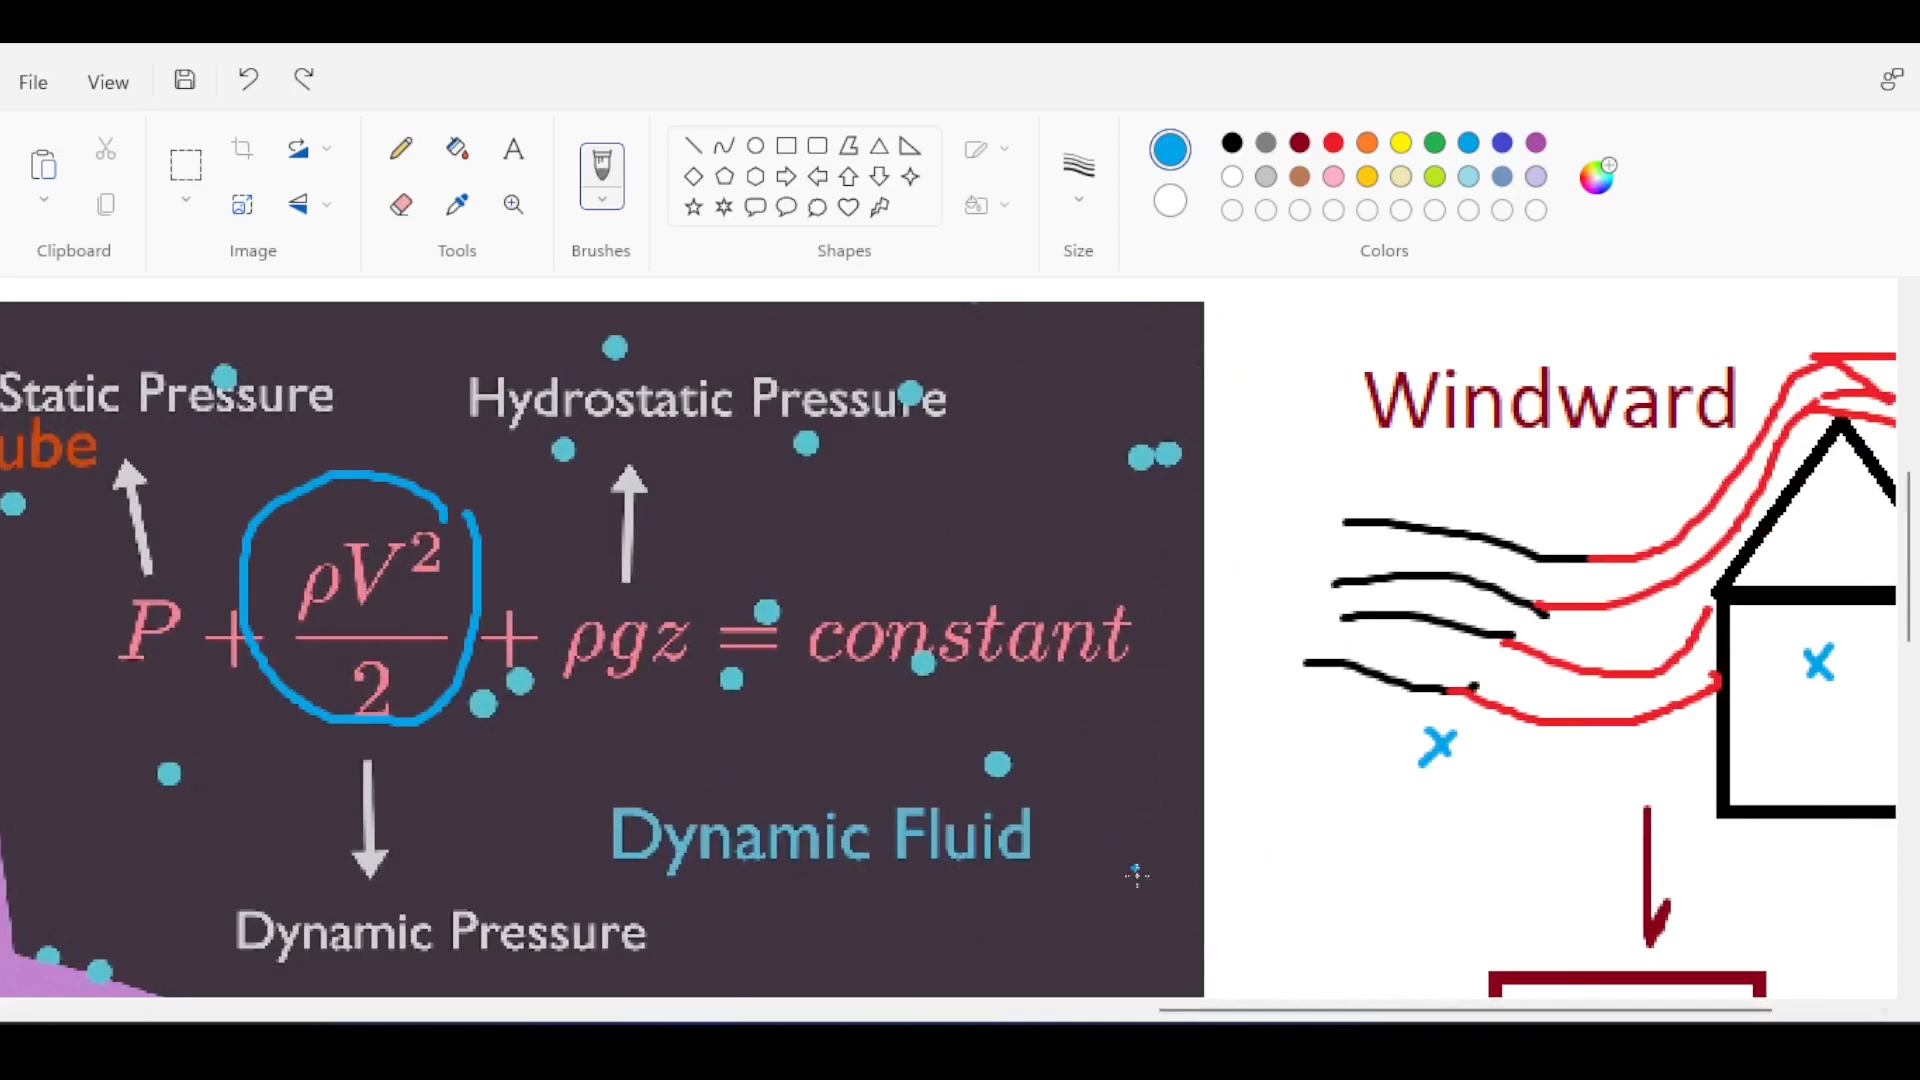 File View
Clipboard Image Tools Brushes Shapes Size Colors
Static Pressure
Hydrostatic Pressure
Windward
ube
P + ρV²/2 + ρgz = constant
x
x
Dynamic Fluid
Dynamic Pressure